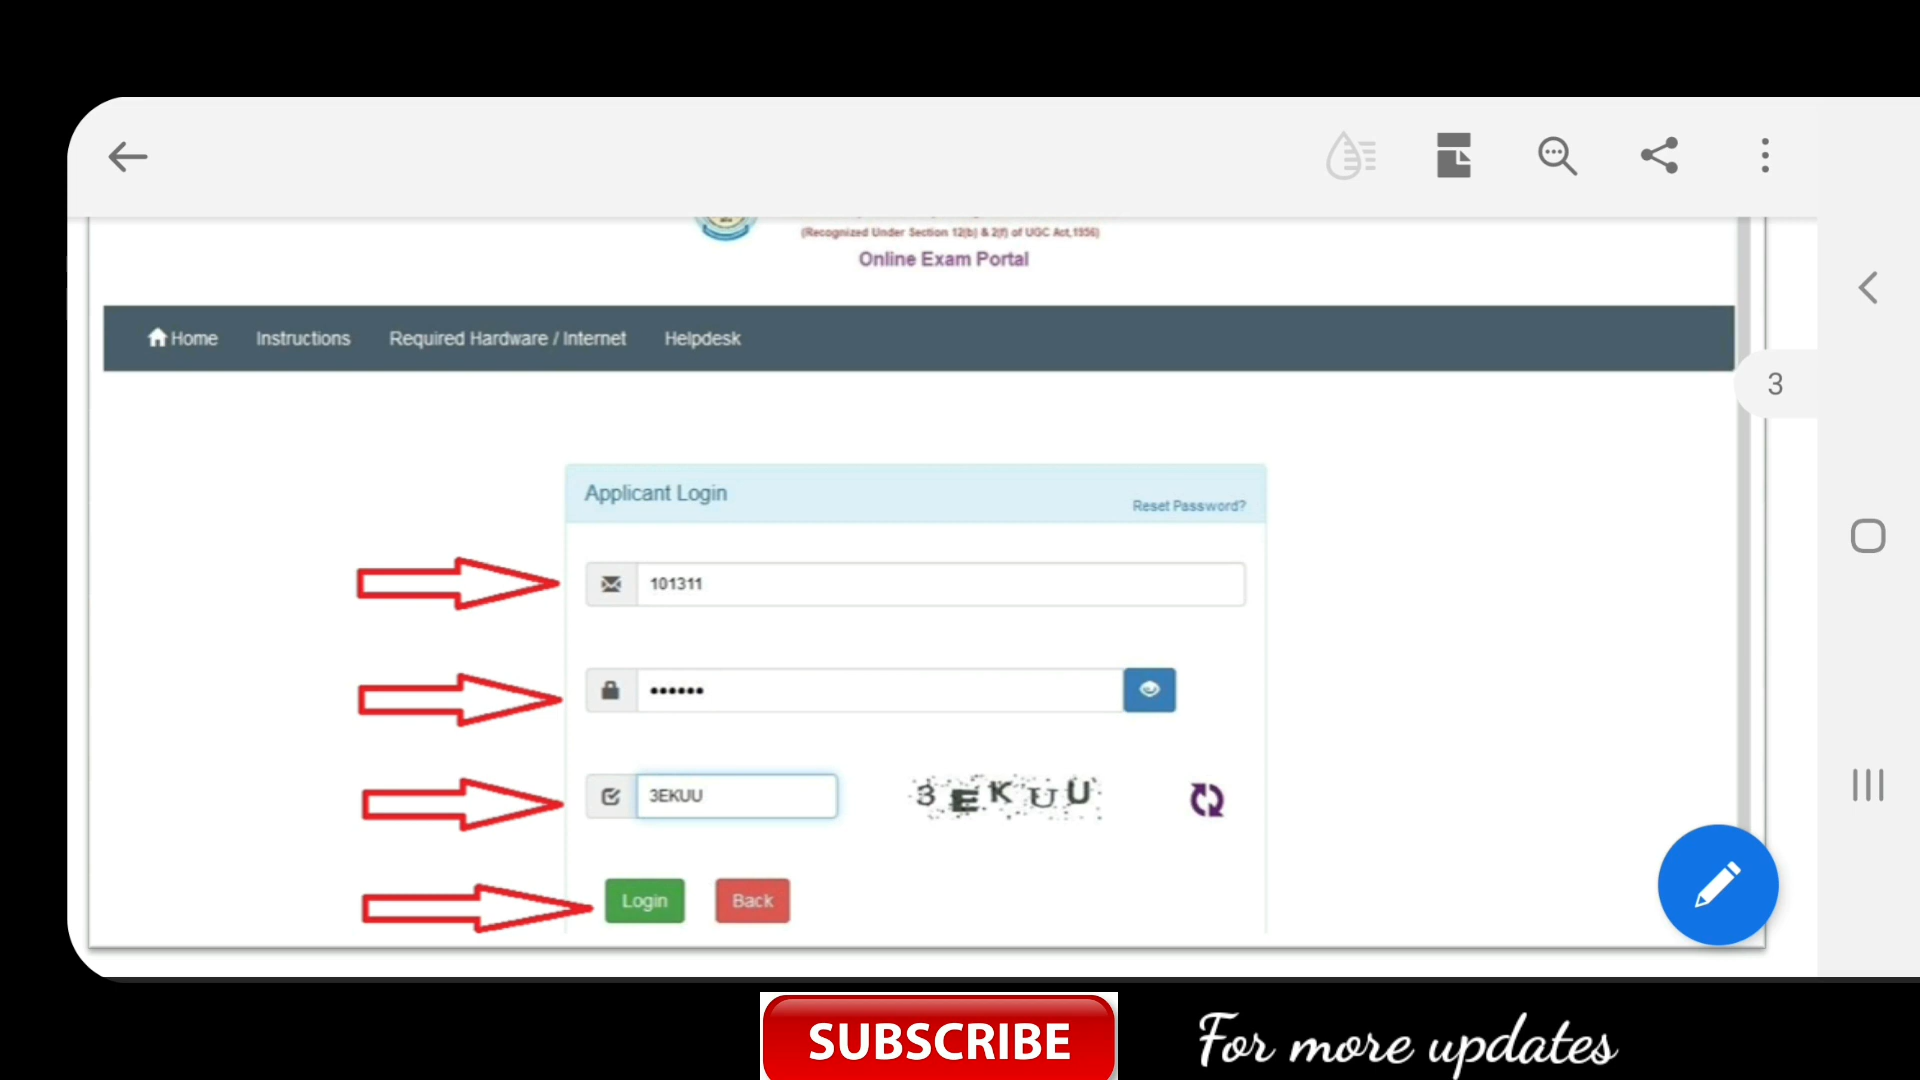 (Recognized Under Section 12(b) & 2(f) of UGC Act,1956)
Online Exam Portal
Home Instructions Required Hardware / Internet Helpdesk
3
Applicant Login
Reset Password?
101311
3EKUU
3EKUU
Login Back
SUBSCRIBE
For more updates